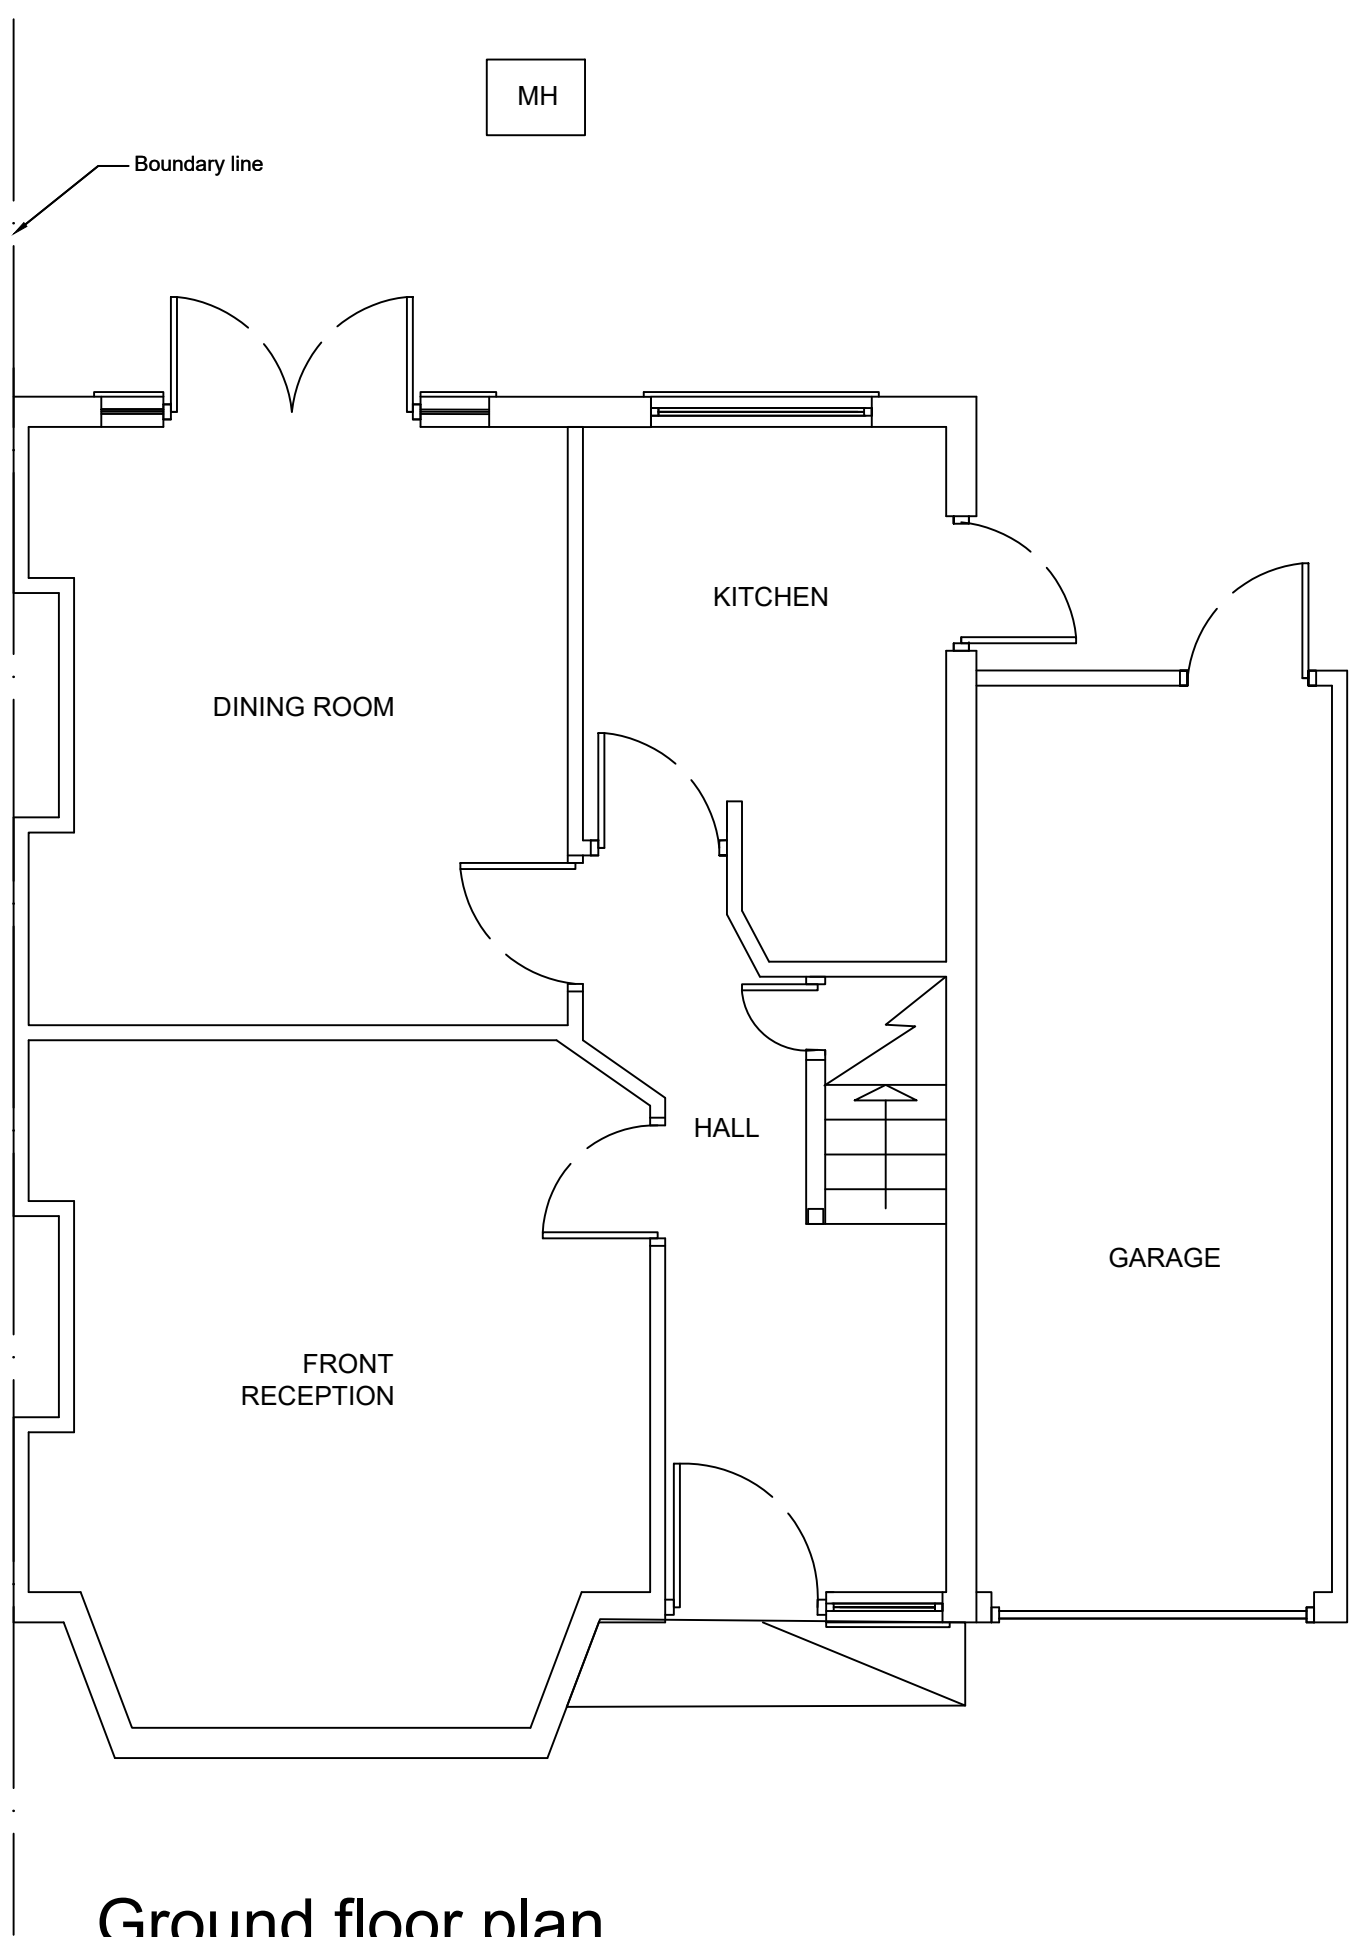 MH
Boundary line
KITCHEN
DINING ROOM
HALL
GARAGE
FRONT
RECEPTION
Ground floor plan